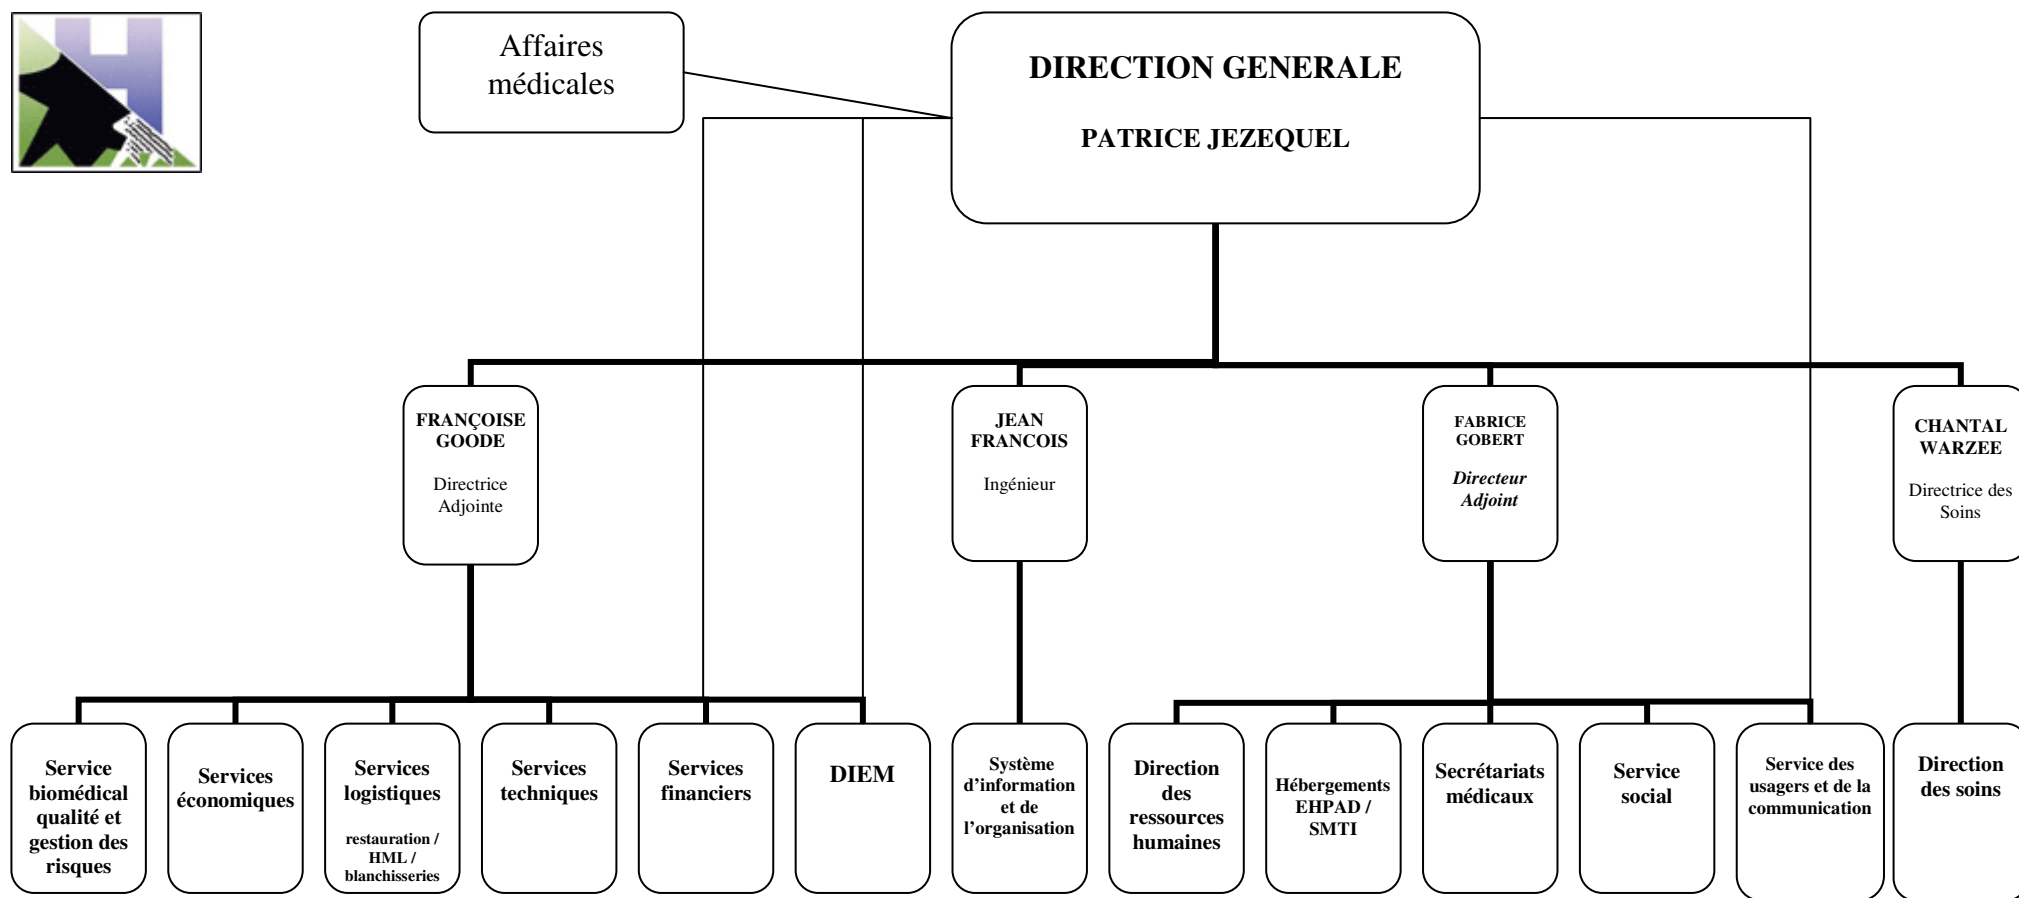 Affaires
médicales
DIRECTION GENERALE
PATRICE JEZEQUEL
FRANÇOISE
GOODE
Directrice
Adjointe
JEAN
FRANCOIS
Ingénieur
FABRICE
GOBERT
Directeur
Adjoint
CHANTAL
WARZEE
Directrice des
Soins
Service
biomédical
qualité et
gestion des
risques
Services
économiques
Services
logistiques
restauration /
HML /
blanchisseries
Services
techniques
Services
financiers
DIEM
Système
d’information
et de
l’organisation
Direction
des
ressources
humaines
Hébergements
EHPAD /
SMTI
Secrétariats
médicaux
Service
social
Service des
usagers et de la
communication
Direction
des soins